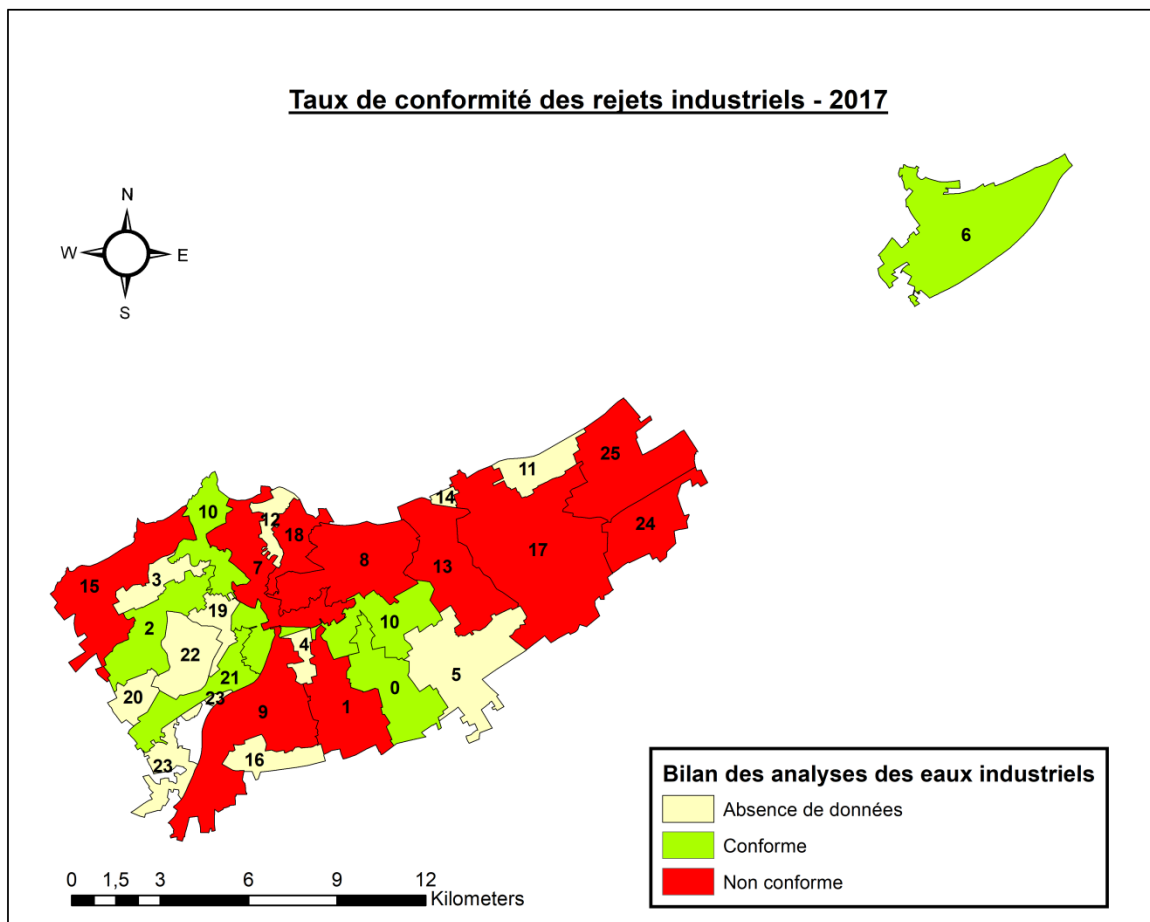 Taux de conformité des rejets industriels - 2017
N
W
E
S
6
25
11
14
10
12
18
24
17
8
7
13
3
15
19
10
2
4
22
5
21
0
20
23
9
1
16
23
Bilan des analyses des eaux industriels
Absence de données
Conforme
Non conforme
0 1,5 3 6 9 12
Kilometers